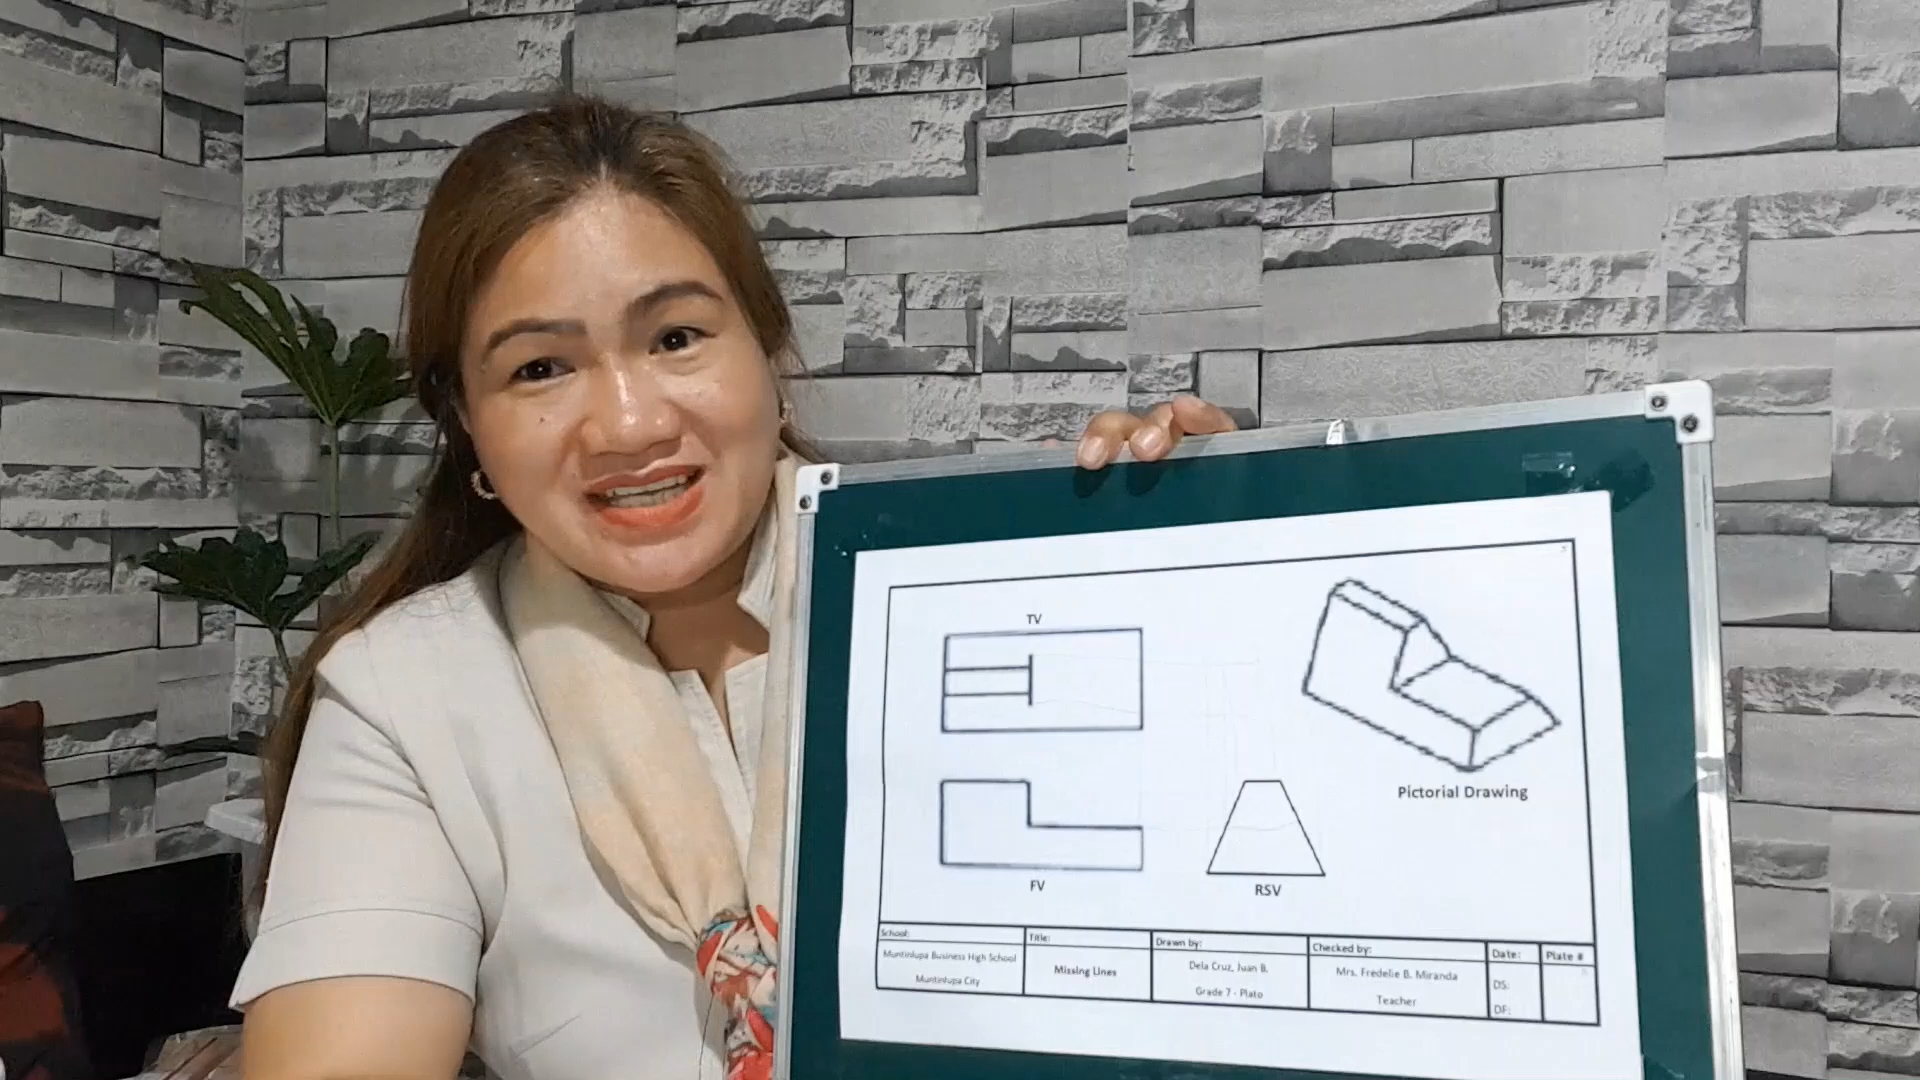 TV
Pictorial Drawing
FV
RSV
School:
Muntinlupa Business High School
Muntinlupa City
Title:
Missing Lines
Drawn by:
Dela Cruz, Juan B.
Grade 7 - Plato
Checked by:
Mrs. Fredelie B. Miranda
Teacher
Date:
DS:
DF:
Plate #